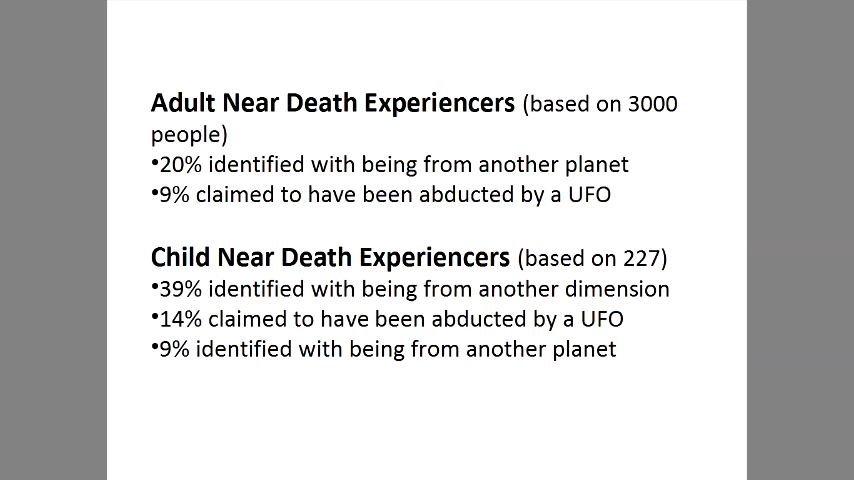 Adult Near Death Experiencers (based on 3000
people)
•20% identified with being from another planet
•9% claimed to have been abducted by a UFO
Child Near Death Experiencers (based on 227)
•39% identified with being from another dimension
•14% claimed to have been abducted by a UFO
•9% identified with being from another planet